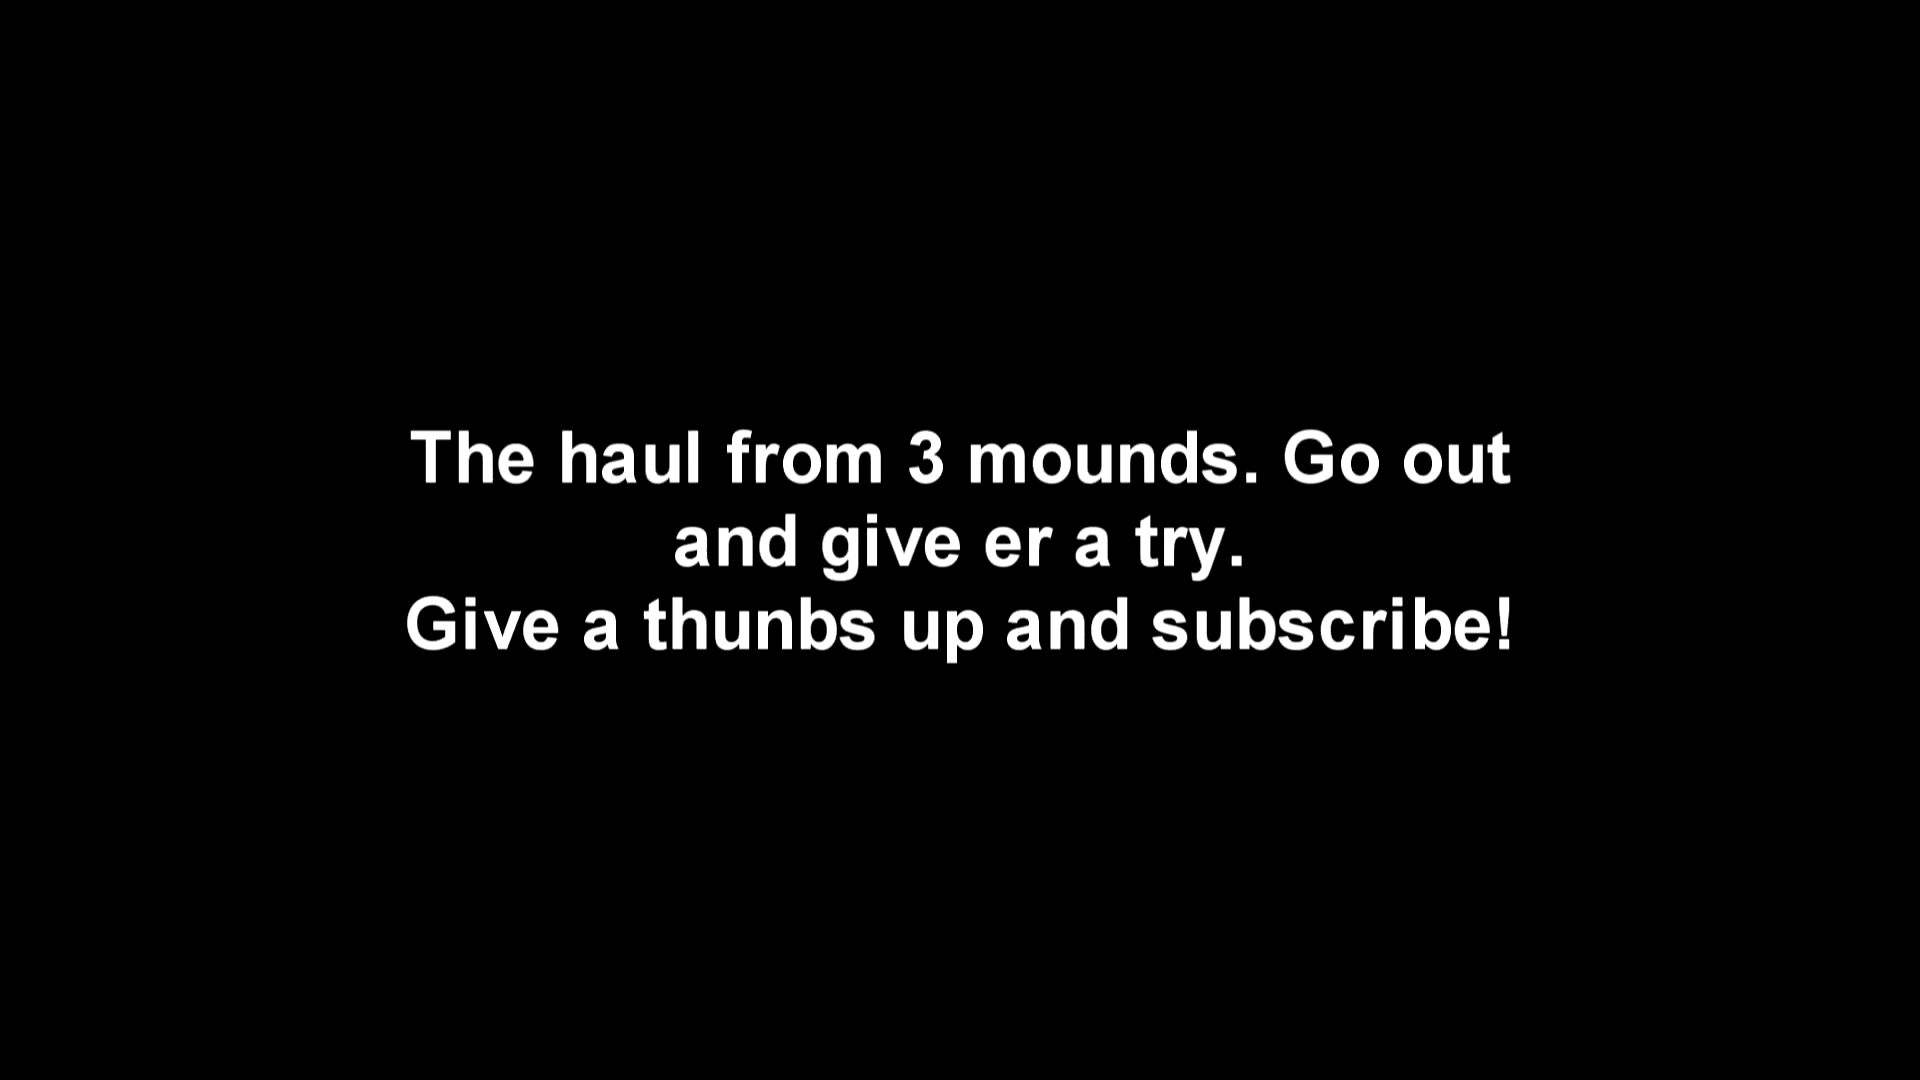 The haul from 3 mounds. Go out
and give er a try.
Give a thunbs up and subscribe!